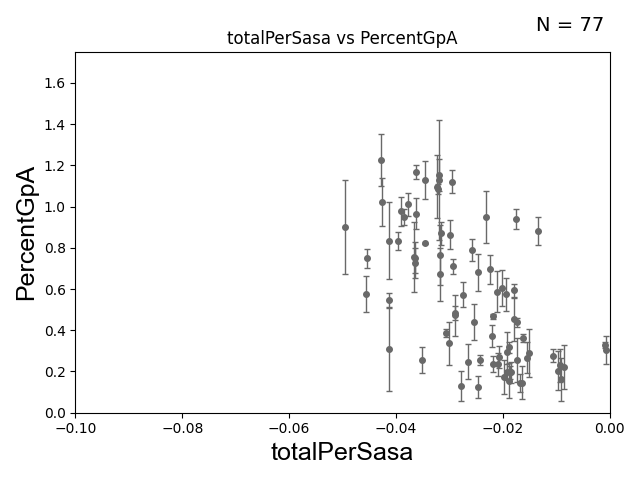 N = 77
totalPerSasa vs PercentGpA
PercentGpA
1.6
1.4
1.2
1.0
0.8
0.6
0.4
0.2
0.0
−0.10 −0.08 −0.06 −0.04 −0.02 0.00
totalPerSasa